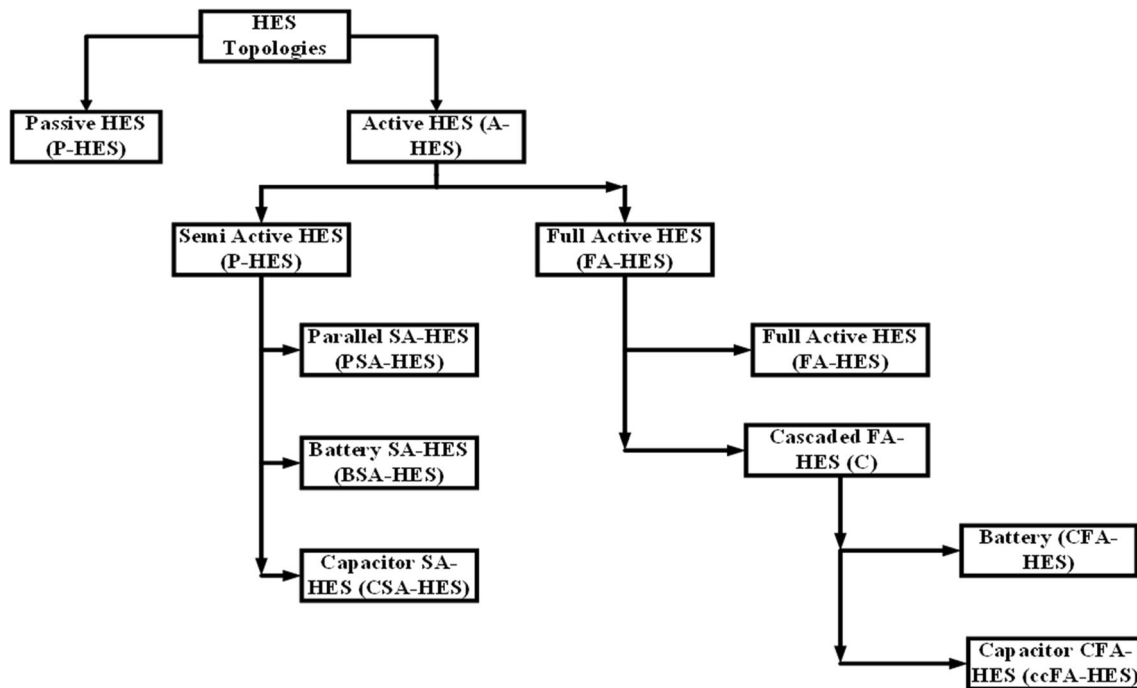 HES
Topologies
Passive HES
(P-HES)
Active HES (A-
HES)
Semi Active HES
(P-HES)
Full Active HES
(FA-HES)
Parallel SA-HES
(PSA-HES)
Full Active HES
(FA-HES)
Battery SA-HES
(BSA-HES)
Cascaded FA-
HES (C)
Capacitor SA-
HES (CSA-HES)
Battery (CFA-
HES)
Capacitor CFA-
HES (ccFA-HES)